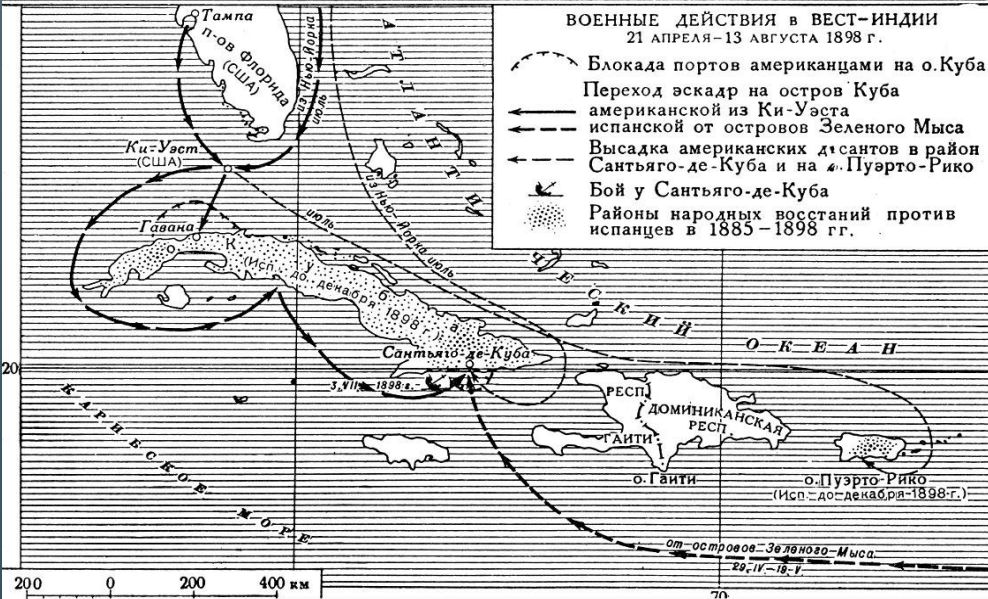 ВОЕННЫЕ ДЕЙСТВИЯ в ВЕСТ-ИНДИИ
21 АПРЕЛЯ-13 АВГУСТА 1898 г.
Блокада портов американцами на о.Куба
Переход эскадр на остров Куба
американской из Ки-Уэста
испанской от островов Зеленого Мыса
Высадка американских десантов в район
Сантьяго-де-Куба и на о. Пуэрто-Рико
Бой у Сантьяго-де-Куба
Районы народных восстаний против
испанцев в 1885-1898 гг.
Тампа
п-ов Флорида
(США)
из Нью-Йорка
июль
АТЛАНТИЧЕСКИЙ ОКЕАН
Ки-Уэст
(США)
июль
из Нью-Йорка июль
Гавана
о. Куба
(Исп. до декабря 1898 г.)
Сантьяго-де-Куба
3.VII-1898г.
20
КАРИБСКОЕ МОРЕ
РЕСП.
ГАИТИ
ДОМИНИКАНСКАЯ
РЕСП
о.Гаити
о.Пуэрто-Рико
(Исп.-до-декабря-1898-г.)
от островов Зеленого Мыса
29.IV.-19.V.
200 0 200 400 км
70